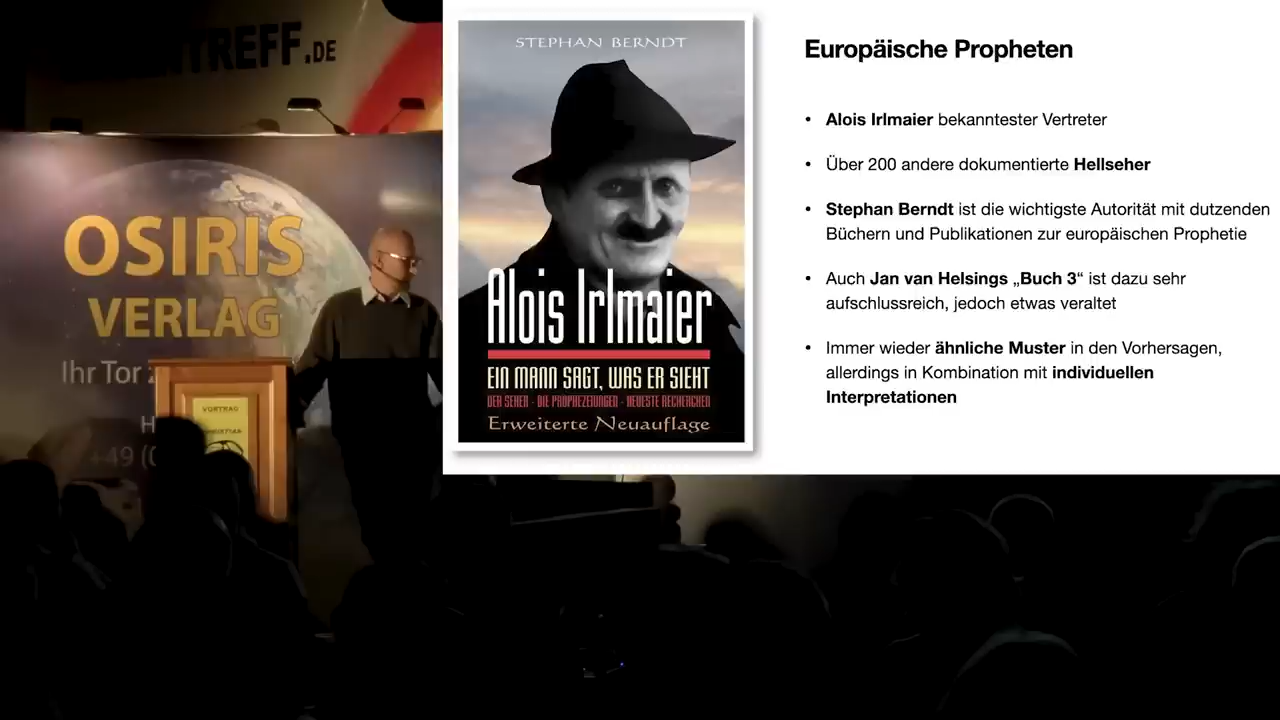 TREFF.DE
OSIRIS
VERLAG
Ihr Tor
+49 (0
VORTRAG
STEPHAN BERNDT
Alois Irlmaier
EIN MANN SAGT, WAS ER SIEHT
DER SEHER - DIE PROPHEZEIUNGEN - NEUESTE RECHERCHEN
Erweiterte Neuauflage
Europäische Propheten
• Alois Irlmaier bekanntester Vertreter
• Über 200 andere dokumentierte Hellseher
• Stephan Berndt ist die wichtigste Autorität mit dutzenden
Büchern und Publikationen zur europäischen Prophetie
• Auch Jan van Helsings „Buch 3“ ist dazu sehr
aufschlussreich, jedoch etwas veraltet
• Immer wieder ähnliche Muster in den Vorhersagen,
allerdings in Kombination mit individuellen
Interpretationen